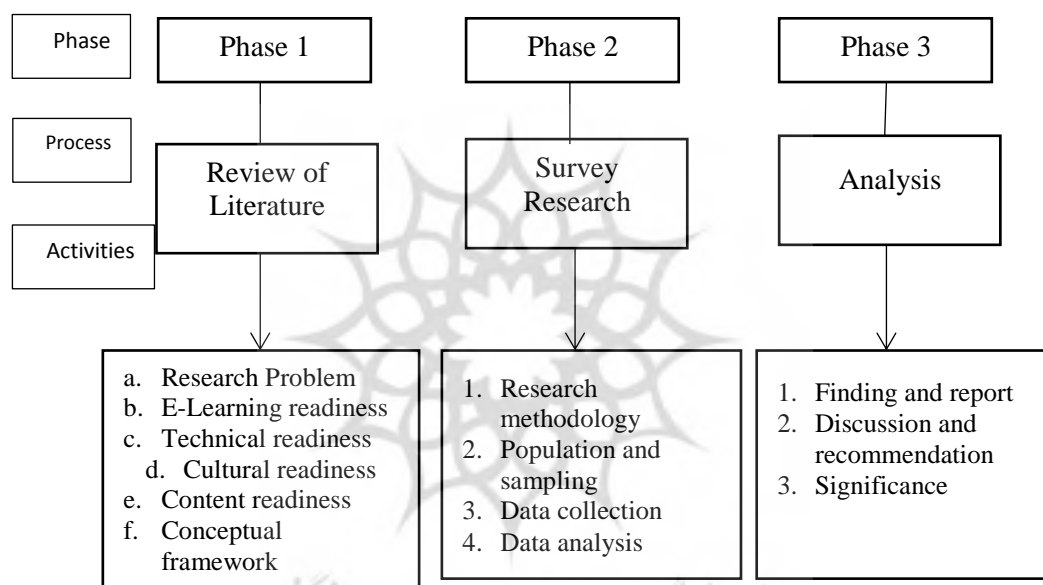 Phase
Phase 1
Phase 2
Phase 3
Process
Review of
Literature
Survey
Research
Analysis
Activities
a. Research Problem
b. E-Learning readiness
c. Technical readiness
d. Cultural readiness
e. Content readiness
f. Conceptual
framework
1. Research
methodology
2. Population and
sampling
3. Data collection
4. Data analysis
1. Finding and report
2. Discussion and
recommendation
3. Significance